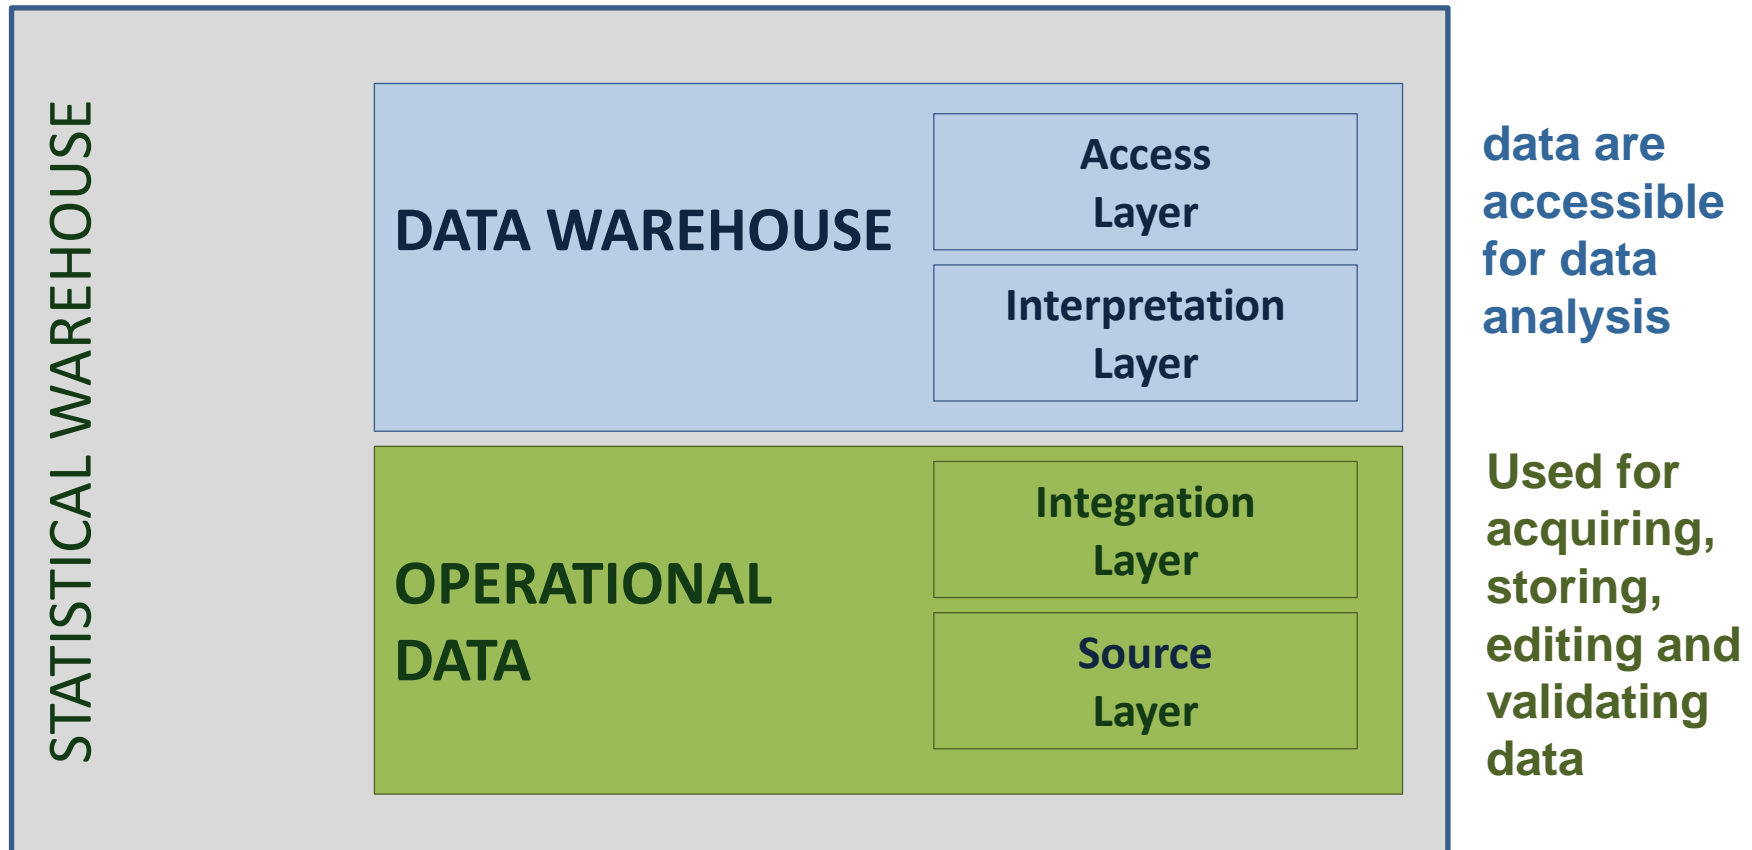 STATISTICAL WAREHOUSE
DATA WAREHOUSE
Access
Layer
Interpretation
Layer
data are
accessible
for data
analysis
OPERATIONAL
DATA
Integration
Layer
Source
Layer
Used for
acquiring,
storing,
editing and
validating
data